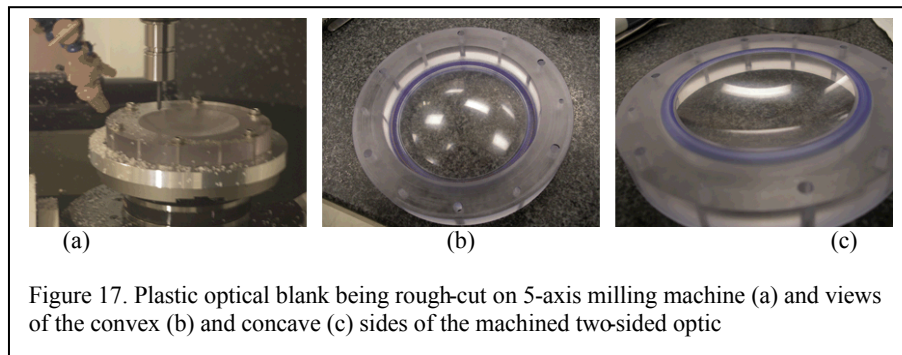 (a) (b) (c)
Figure 17. Plastic optical blank being rough-cut on 5-axis milling machine (a) and views
of the convex (b) and concave (c) sides of the machined two-sided optic